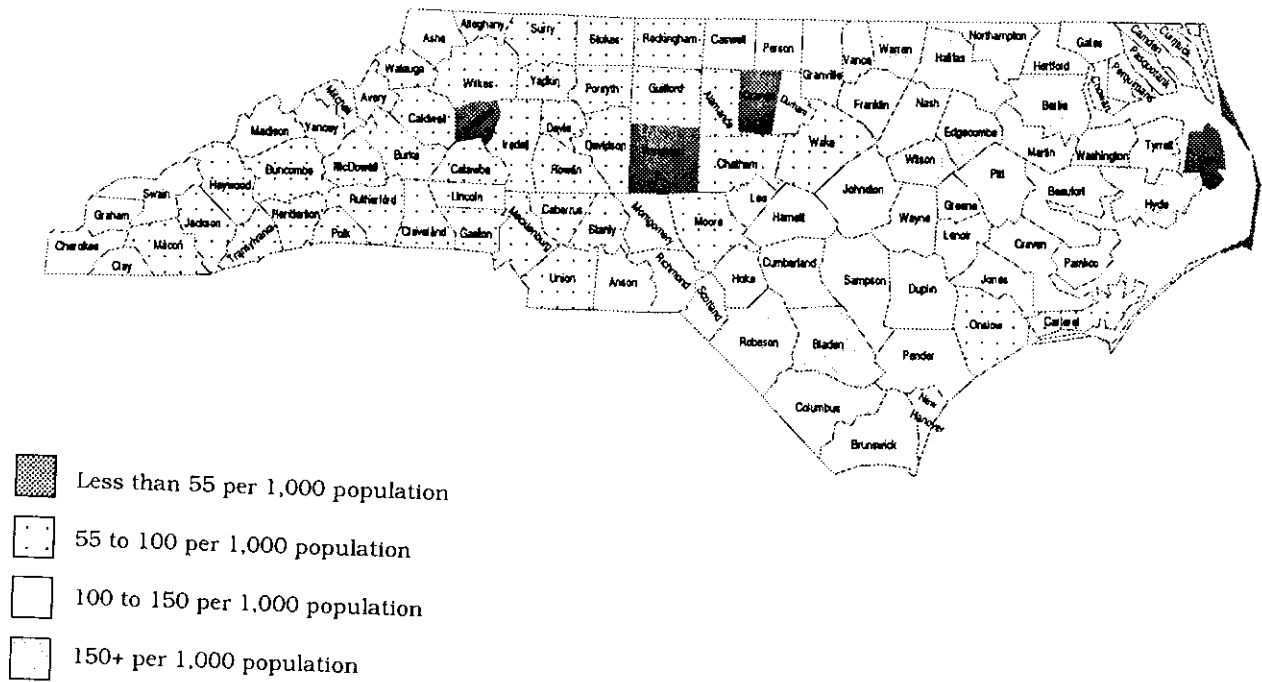 Alleghany
Surry
Stokes
Rockingham
Caswell
Person
Northampton
Gates
Camden
Currituck
Pasquotank
Perquimans
Ashe
Warren
Vance
Granville
Halifax
Hertford
Chowan
Watauga
Wilkes
Yadkin
Forsyth
Guilford
Alamance
Durham
Franklin
Nash
Bertie
Mitchell
Avery
Caldwell
Madison
Yancey
Iredell
Davie
Davidson
Edgecombe
Martin
Washington
Tyrrell
Burke
Catawba
Rowan
Chatham
Wake
Wilson
Pitt
Beaufort
Hyde
Swain
Haywood
Buncombe
McDowell
Rutherford
Lincoln
Johnston
Greene
Graham
Jackson
Henderson
Transylvania
Polk
Cleveland
Gaston
Mecklenburg
Cabarrus
Stanly
Montgomery
Moore
Lee
Harnett
Wayne
Lenoir
Craven
Pamlico
Cherokee
Macon
Clay
Union
Anson
Richmond
Scotland
Hoke
Cumberland
Sampson
Duplin
Jones
Onslow
Carteret
Robeson
Bladen
Pender
Columbus
New
Hanover
Brunswick
Less than 55 per 1,000 population
55 to 100 per 1,000 population
100 to 150 per 1,000 population
150+ per 1,000 population